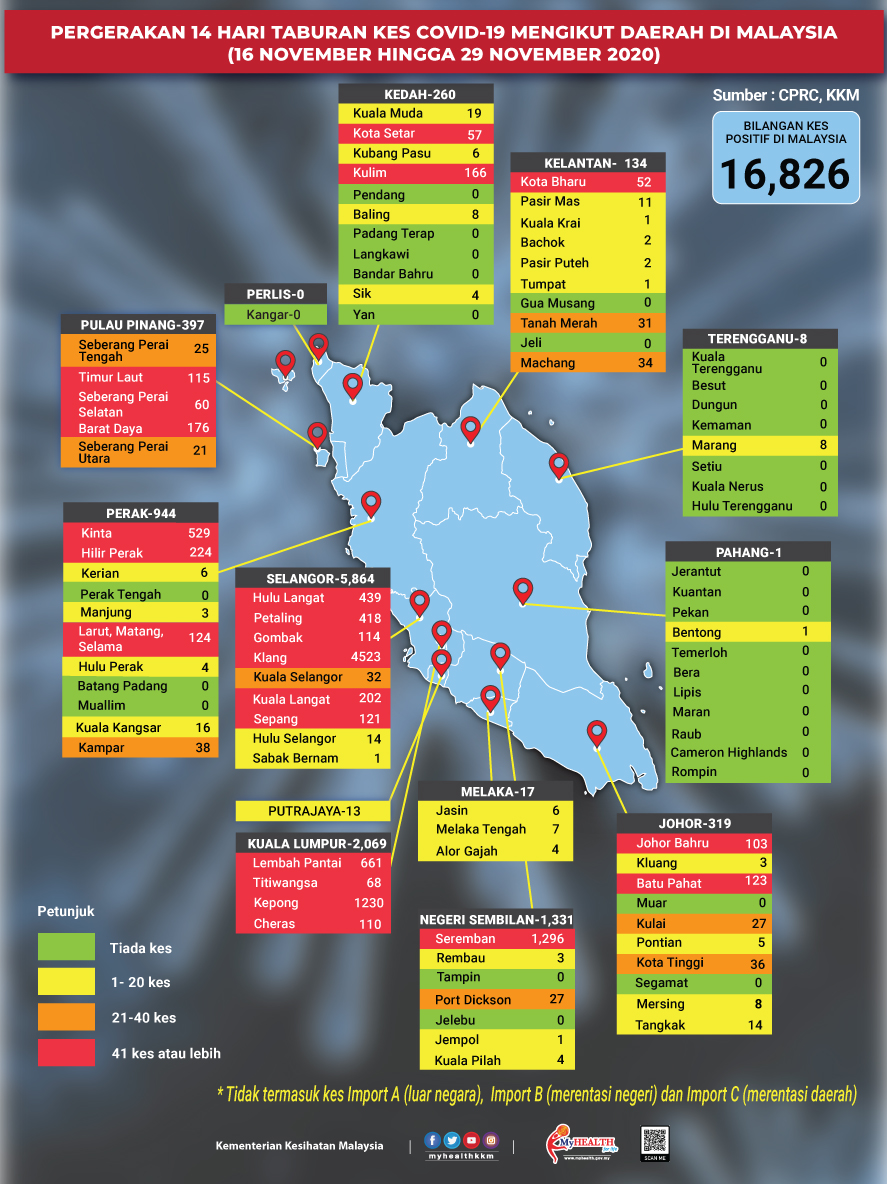 PERGERAKAN 14 HARI TABURAN KES COVID-19 MENGIKUT DAERAH DI MALAYSIA
(16 NOVEMBER HINGGA 29 NOVEMBER 2020)
Sumber : CPRC, KKM
BILANGAN KES
POSITIF DI MALAYSIA
16,826
KEDAH-260
Kuala Muda 19
Kota Setar 57
Kubang Pasu 6
Kulim 166
Pendang 0
Baling 8
Padang Terap 0
Langkawi 0
Bandar Bahru 0
Sik 4
Yan 0
KELANTAN- 134
Kota Bharu 52
Pasir Mas 11
Kuala Krai 1
Bachok 2
Pasir Puteh 2
Tumpat 1
Gua Musang 0
Tanah Merah 31
Jeli 0
Machang 34
PERLIS-0
Kangar-0
PULAU PINANG-397
Seberang Perai
Tengah 25
Timur Laut 115
Seberang Perai
Selatan 60
Barat Daya 176
Seberang Perai
Utara 21
TERENGGANU-8
Kuala
Terengganu 0
Besut 0
Dungun 0
Kemaman 0
Marang 8
Setiu 0
Kuala Nerus 0
Hulu Terengganu 0
PERAK-944
Kinta 529
Hilir Perak 224
Kerian 6
Perak Tengah 0
Manjung 3
Larut, Matang,
Selama 124
Hulu Perak 4
Batang Padang 0
Muallim 0
Kuala Kangsar 16
Kampar 38
SELANGOR-5,864
Hulu Langat 439
Petaling 418
Gombak 114
Klang 4523
Kuala Selangor 32
Kuala Langat 202
Sepang 121
Hulu Selangor 14
Sabak Bernam 1
PAHANG-1
Jerantut 0
Kuantan 0
Pekan 0
Bentong 1
Temerloh 0
Bera 0
Lipis 0
Maran 0
Raub 0
Cameron Highlands 0
Rompin 0
PUTRAJAYA-13
KUALA LUMPUR-2,069
Lembah Pantai 661
Titiwangsa 68
Kepong 1230
Cheras 110
MELAKA-17
Jasin 6
Melaka Tengah 7
Alor Gajah 4
JOHOR-319
Johor Bahru 103
Kluang 3
Batu Pahat 123
Muar 0
Kulai 27
Pontian 5
Kota Tinggi 36
Segamat 0
Mersing 8
Tangkak 14
NEGERI SEMBILAN-1,331
Seremban 1,296
Rembau 3
Tampin 0
Port Dickson 27
Jelebu 0
Jempol 1
Kuala Pilah 4
Petunjuk
Tiada kes
1- 20 kes
21-40 kes
41 kes atau lebih
* Tidak termasuk kes Import A (luar negara), Import B (merentasi negeri) dan Import C (merentasi daerah)
Kementerian Kesihatan Malaysia
myhealthkkm
MyHEALTH
for life
www.myhealth.gov.my
SCAN ME